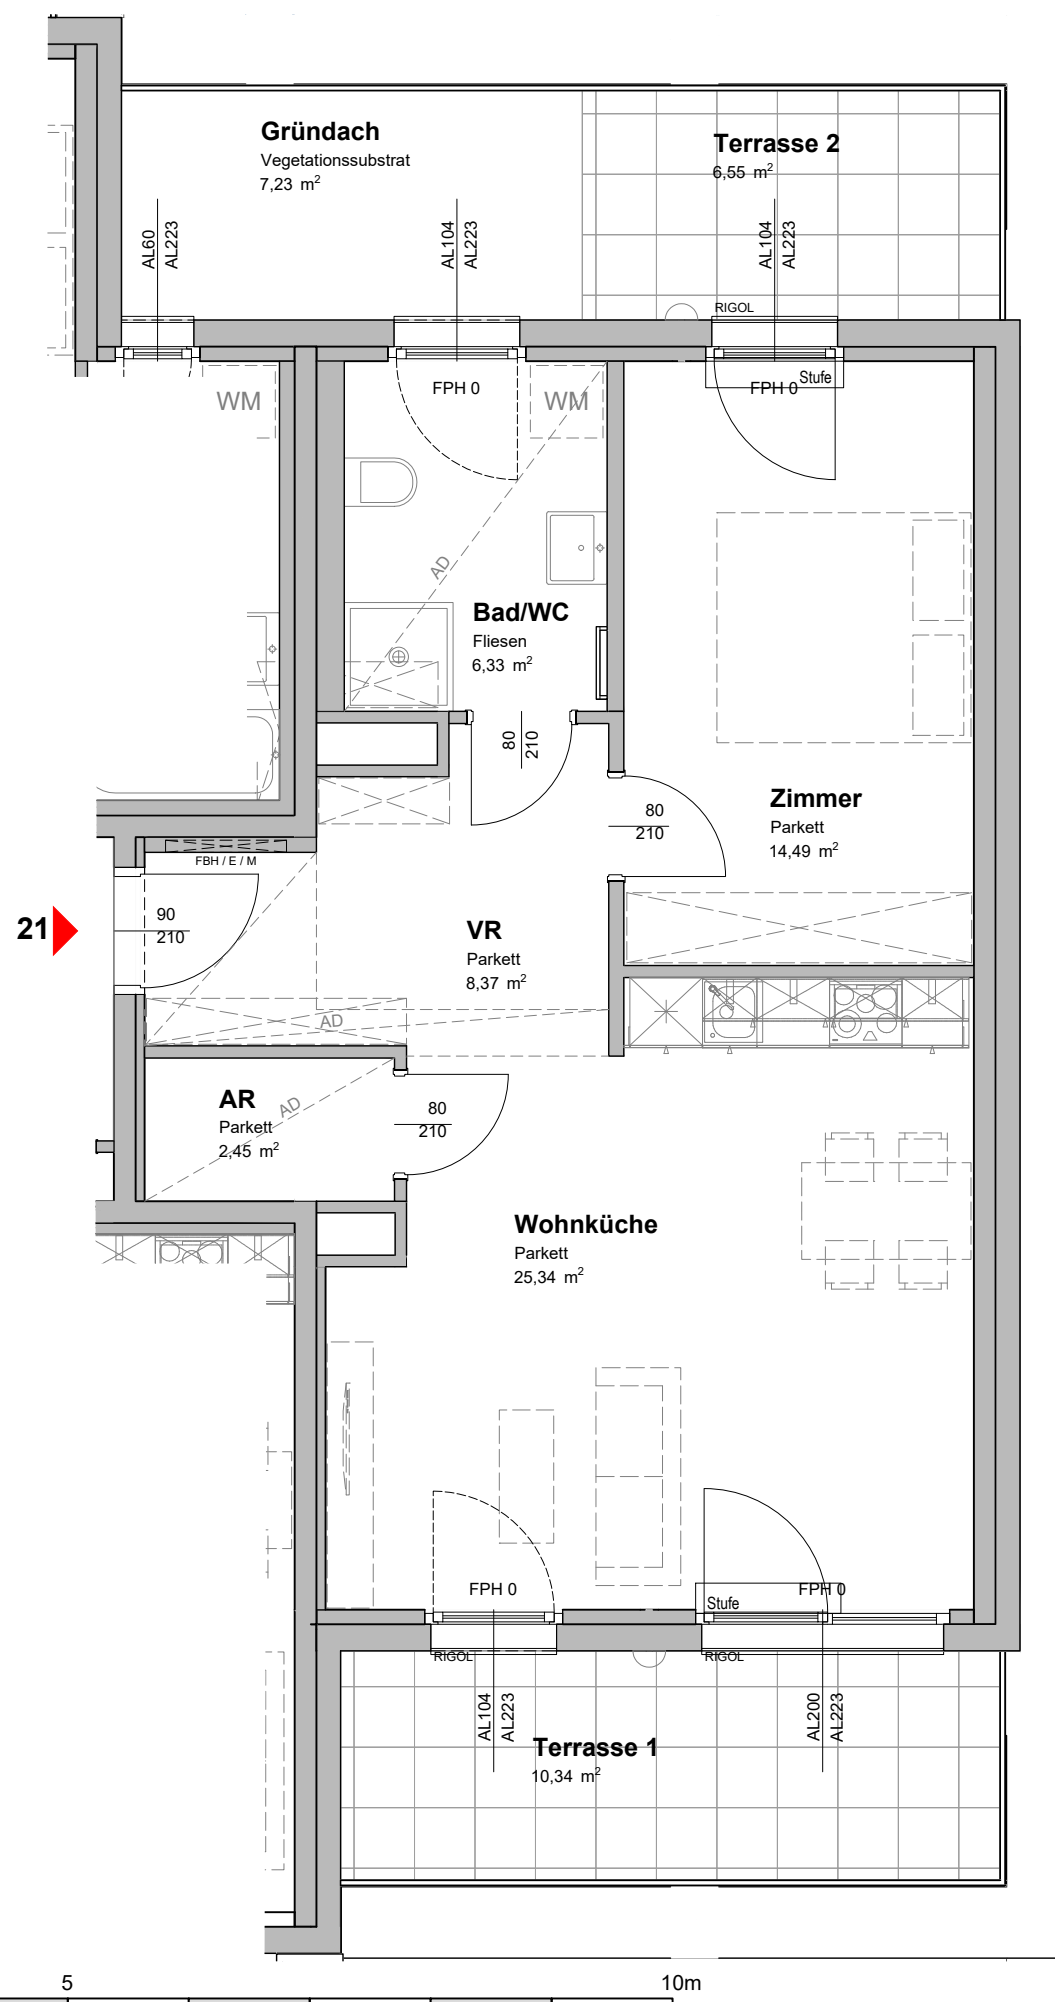 Gründach
Vegetationssubstrat
7,23 m²
Terrasse 2
6,55 m²
AL60
AL223
AL104
AL223
AL104
AL223
RIGOL
WM
FPH 0
WM
FPH 0
Stufe
AD
Bad/WC
Fliesen
6,33 m²
80
210
80
210
Zimmer
Parkett
14,49 m²
FBH / E / M
21
90
210
VR
Parkett
8,37 m²
AD
AR
Parkett
2,45 m²
AD
80
210
Wohnküche
Parkett
25,34 m²
FPH 0
FPH 0
Stufe
RIGOL
RIGOL
AL104
AL223
AL200
AL223
Terrasse 1
10,34 m²
5
10m